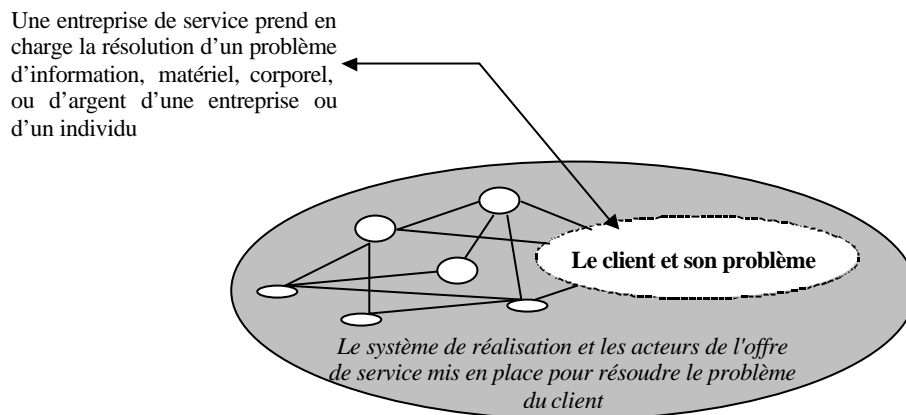 Une entreprise de service prend en
charge la résolution d’un problème
d’information, matériel, corporel,
ou d’argent d’une entreprise ou
d’un individu
Le client et son problème
Le système de réalisation et les acteurs de l'offre
de service mis en place pour résoudre le problème
du client